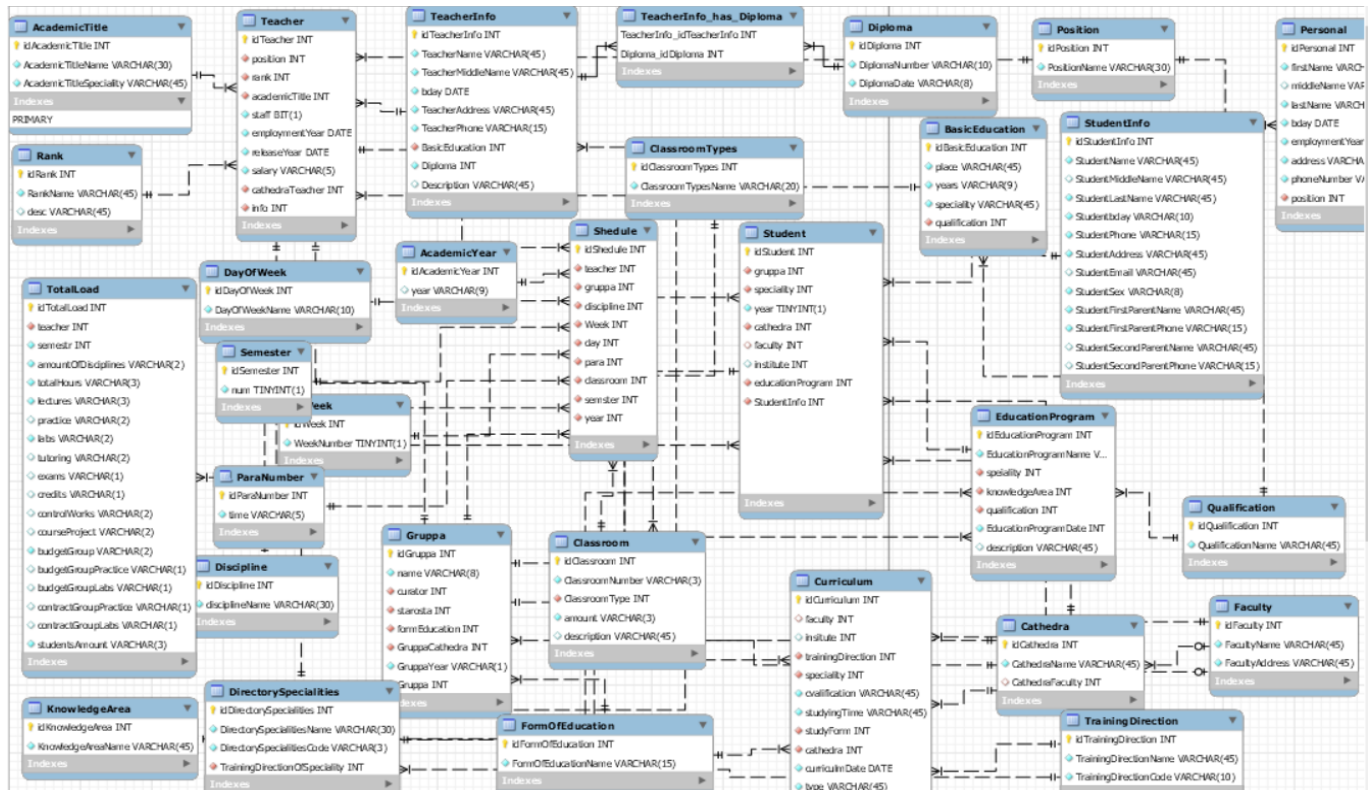 AcademicTitle
idAcademicTitle INT
AcademicTitleName VARCHAR(30)
AcademicTitleSpeciality VARCHAR(45)
Indexes
PRIMARY
Rank
idRank INT
RankName VARCHAR(45)
desc VARCHAR(45)
Indexes
Teacher
idTeacher INT
position INT
rank INT
academicTitle INT
staff BIT(1)
employmentYear DATE
releaseYear DATE
salary VARCHAR(5)
cathedraTeacher INT
info INT
Indexes
TeacherInfo
idTeacherInfo INT
TeacherName VARCHAR(45)
TeacherMiddleName VARCHAR(45)
bday DATE
TeacherAddress VARCHAR(45)
TeacherPhone VARCHAR(15)
BasicEducation INT
Diploma INT
Description VARCHAR(45)
Indexes
TeacherInfo_has_Diploma
TeacherInfo_idTeacherInfo INT
Diploma_idDiploma INT
Indexes
Diploma
idDiploma INT
DiplomaNumber VARCHAR(10)
DiplomaDate VARCHAR(8)
Indexes
Position
idPosition INT
PositionName VARCHAR(30)
Indexes
Personal
idPersonal INT
firstName
middleName
lastName
bday DATE
employmentYear
address
phoneNumber
position INT
Indexes
ClassroomTypes
idClassroomTypes INT
ClassroomTypesName VARCHAR(20)
Indexes
BasicEducation
idBasicEducation INT
place VARCHAR(45)
years VARCHAR(9)
speciality VARCHAR(45)
qualification INT
Indexes
StudentInfo
idStudentInfo INT
StudentName VARCHAR(45)
StudentMiddleName VARCHAR(45)
StudentLastName VARCHAR(45)
Studentbday VARCHAR(10)
StudentPhone VARCHAR(15)
StudentAddress VARCHAR(45)
StudentEmail VARCHAR(45)
StudentSex VARCHAR(8)
StudentFirstParentName VARCHAR(45)
StudentFirstParentPhone VARCHAR(15)
StudentSecondParentName VARCHAR(45)
StudentSecondParentPhone VARCHAR(15)
Indexes
TotalLoad
idTotalLoad INT
teacher INT
semestr INT
amountOfDisciplines VARCHAR(2)
totalHours VARCHAR(3)
lectures VARCHAR(3)
practice VARCHAR(2)
labs VARCHAR(2)
tutoring VARCHAR(2)
exams VARCHAR(1)
credits VARCHAR(1)
controlWorks VARCHAR(2)
courseProject VARCHAR(2)
budgetGroup VARCHAR(2)
budgetGroupPractice VARCHAR(1)
budgetGroupLabs VARCHAR(1)
contractGroupPractice VARCHAR(1)
contractGroupLabs VARCHAR(1)
studentsAmount VARCHAR(3)
Indexes
DayOfWeek
idDayOfWeek INT
DayOfWeekName VARCHAR(10)
Indexes
AcademicYear
idAcademicYear INT
year VARCHAR(9)
Indexes
Shedule
idShedule INT
teacher INT
gruppa INT
discipline INT
Week INT
day INT
para INT
classroom INT
semster INT
year INT
Indexes
Student
idStudent INT
gruppa INT
speciality INT
year TINYINT(1)
cathedra INT
faculty INT
institute INT
educationProgram INT
StudentInfo INT
Indexes
Semester
idSemester INT
num TINYINT(1)
Indexes
eek
idWeek INT
WeekNumber TINYINT(1)
Indexes
ParaNumber
idParaNumber INT
time VARCHAR(5)
Indexes
Discipline
idDiscipline INT
disciplineName VARCHAR(30)
Indexes
Gruppa
idGruppa INT
name VARCHAR(8)
curator INT
starosta INT
formEducation INT
GruppaCathedra INT
GruppaYear VARCHAR(1)
Gruppa INT
Indexes
Classroom
idClassroom INT
ClassroomNumber VARCHAR(3)
ClassroomType INT
amount VARCHAR(3)
description VARCHAR(45)
Indexes
EducationProgram
idEducationProgram INT
EducationProgramName V...
speiality INT
knowledgeArea INT
qualification INT
EducationProgramDate INT
description VARCHAR(45)
Indexes
Qualification
idQualification INT
QualificationName VARCHAR(45)
Indexes
Curriculum
idCurriculum INT
faculty INT
insitute INT
trainingDirection INT
speciality INT
cvalification VARCHAR(45)
studyingTime VARCHAR(45)
studyForm INT
cathedra INT
curriculmDate DATE
type VARCHAR(45)
Cathedra
idCathedra INT
CathedraName VARCHAR(45)
CathedraFaculty INT
Indexes
Faculty
idFaculty INT
FacultyName VARCHAR(45)
FacultyAddress VARCHAR(45)
Indexes
KnowledgeArea
idKnowledgeArea INT
KnowledgeAreaName VARCHAR(45)
Indexes
DirectorySpecialities
idDirectorySpecialities INT
DirectorySpecialitiesName VARCHAR(30)
DirectorySpecialitiesCode VARCHAR(3)
TrainingDirectionOfSpeciality INT
Indexes
FormOfEducation
idFormOfEducation INT
FormOfEducationName VARCHAR(15)
Indexes
TrainingDirection
idTrainingDirection INT
TrainingDirectionName VARCHAR(45)
TrainingDirectionCode VARCHAR(10)